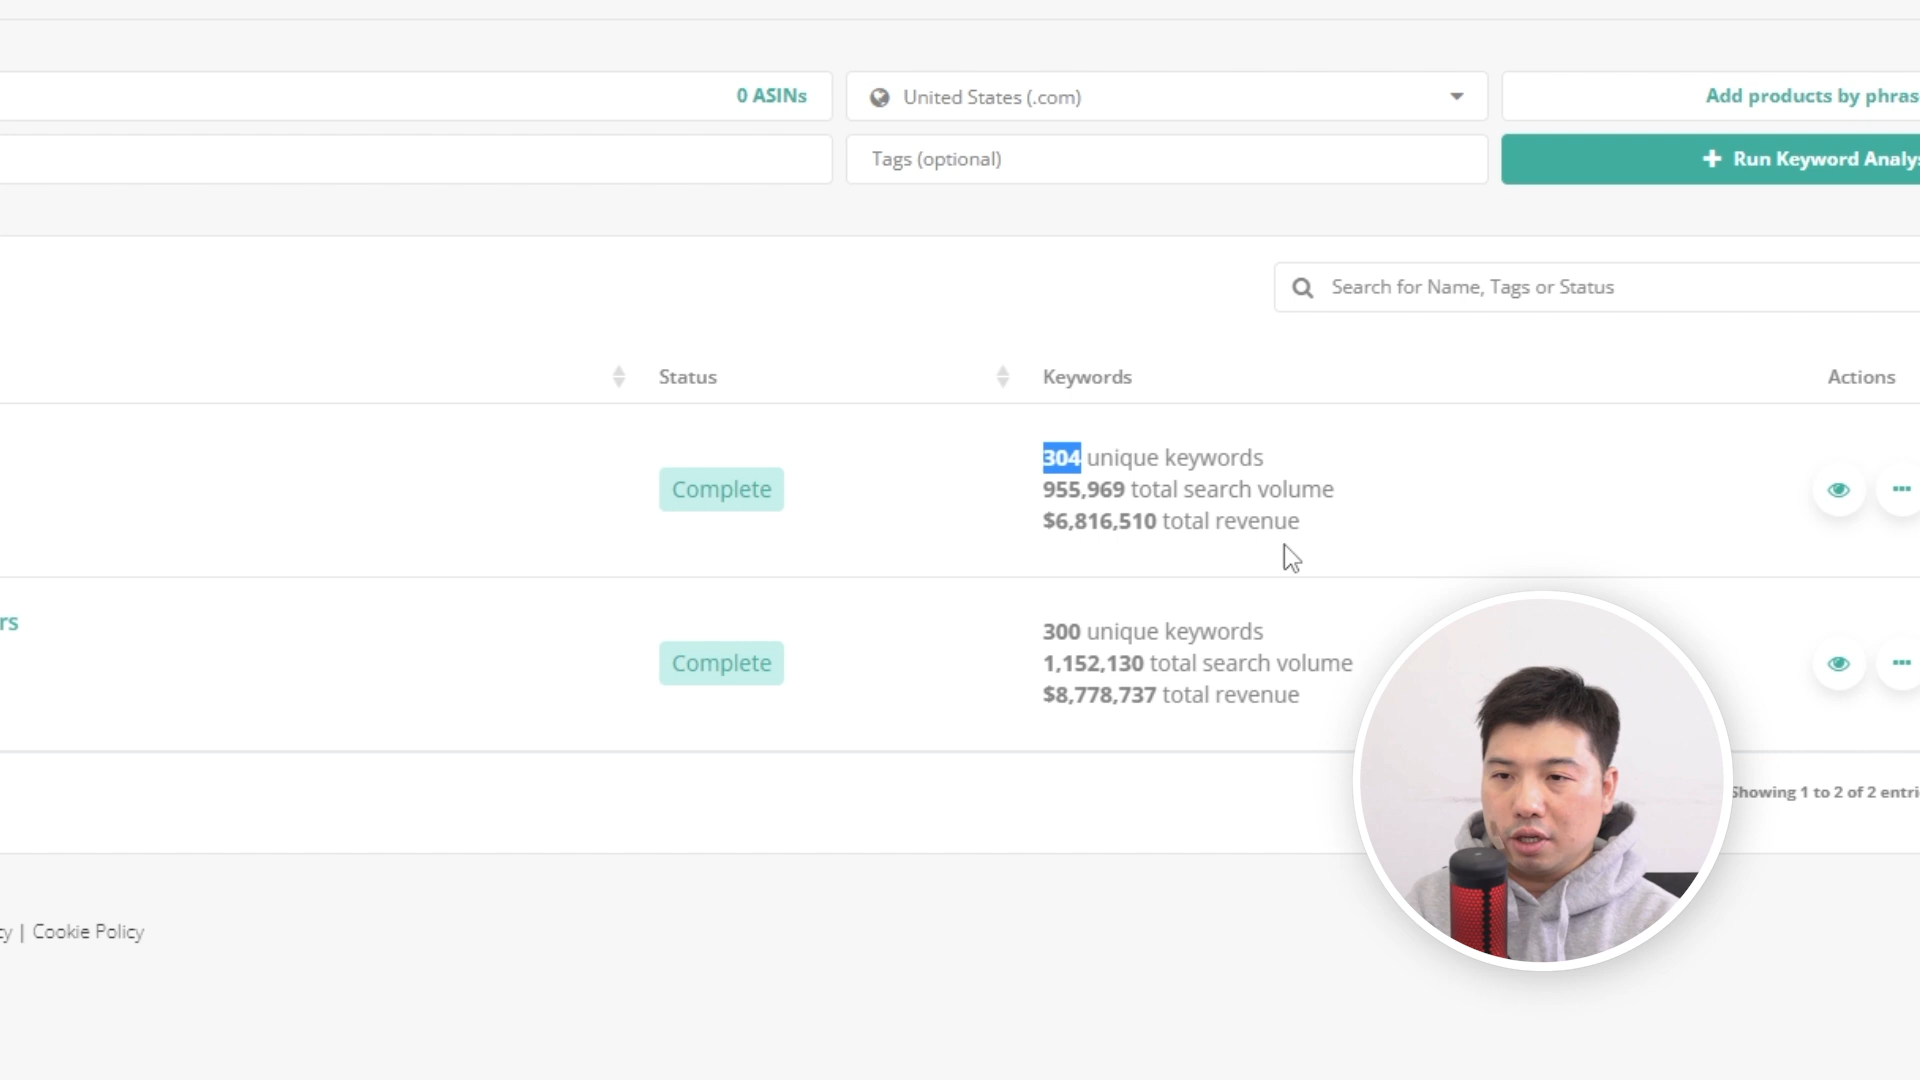 0 ASINs
United States (.com)
Add products by phras
Tags (optional)
Run Keyword Analys
Search for Name, Tags or Status
Status
Keywords
Actions
304 unique keywords
Complete
955,969 total search volume
$6,816,510 total revenue
rs
300 unique keywords
Complete
1,152,130 total search volume
$8,778,737 total revenue
Showing 1 to 2 of 2 entri
cy | Cookie Policy